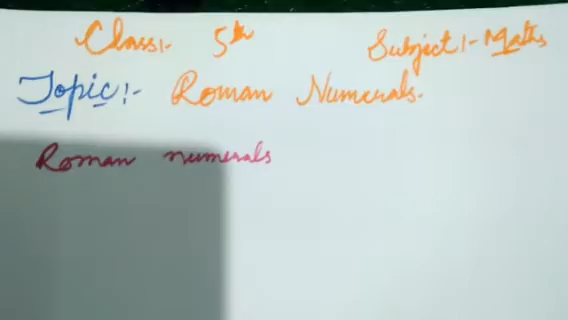 Class:- 5th Subject:- Maths
Topic:- Roman Numerals.
Roman numerals